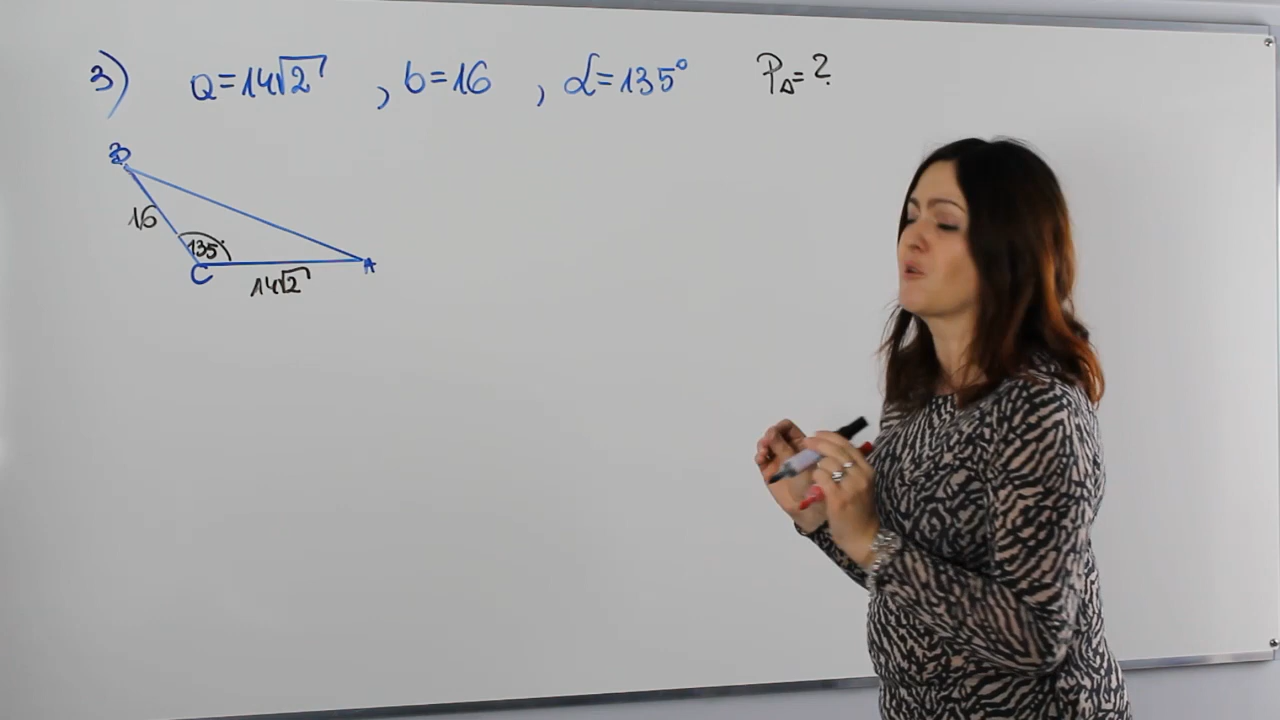 3) a=14√2 , b=16 , α=135° P△=?
B
16
135°
C
14√2
A